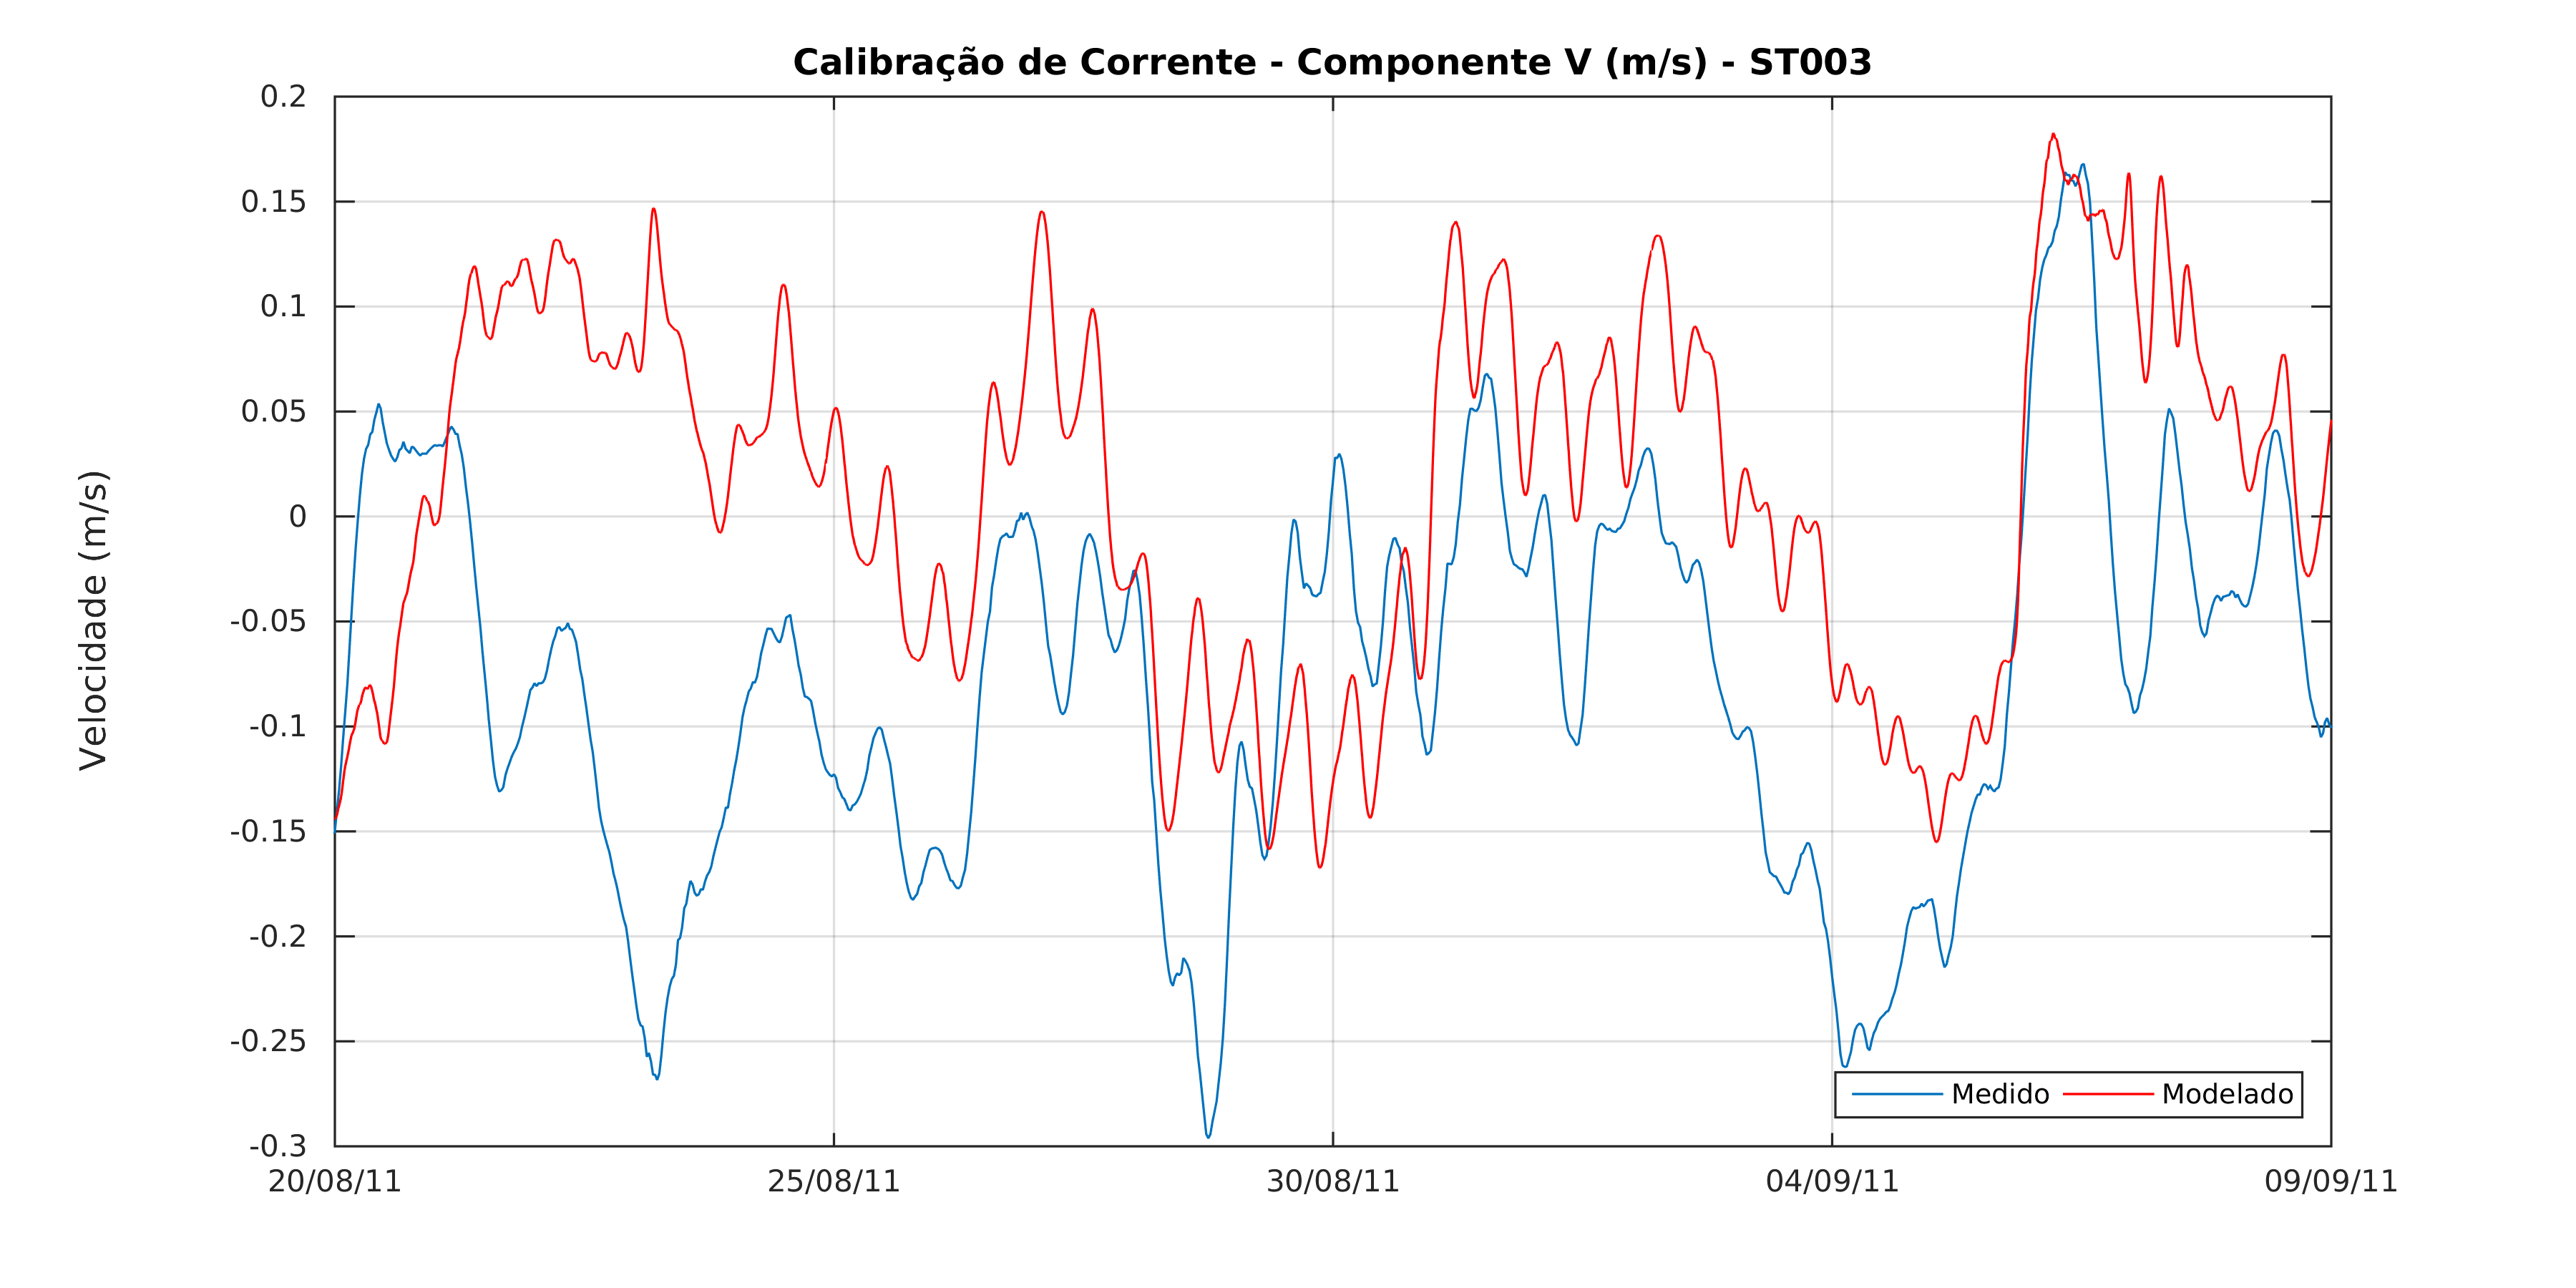 Calibração de Corrente - Componente V (m/s) - ST003
Velocidade (m/s)
0.2
0.15
0.1
0.05
0
-0.05
-0.1
-0.15
-0.2
-0.25
-0.3
20/08/11 25/08/11 30/08/11 04/09/11 09/09/11
Medido Modelado